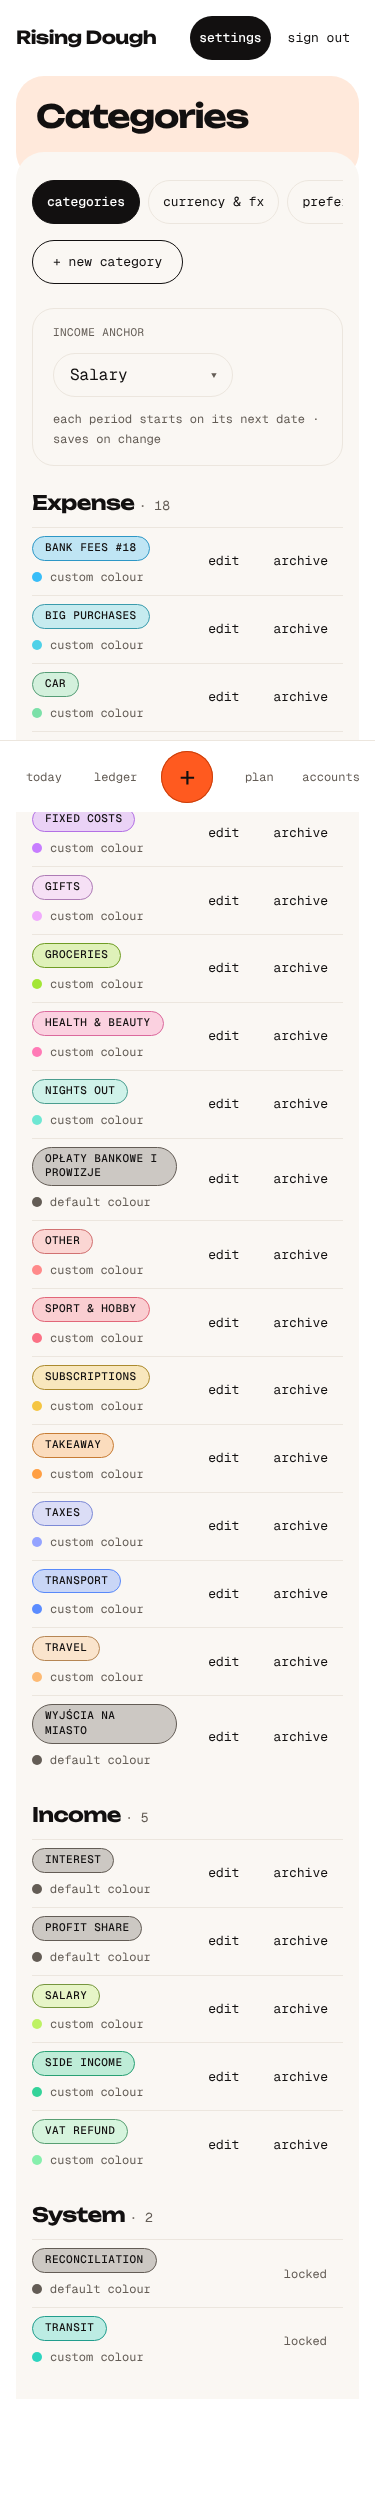 Rising Dough
settings
sign out
Categories
categories
currency & fx
+ new category
INCOME ANCHOR
Salary
each period starts on its next date ·
saves on change
Expense · 18
BANK FEES #18
custom colour
edit
archive
BIG PURCHASES
custom colour
edit
archive
CAR
custom colour
edit
archive
today
ledger
+
plan
accounts
FIXED COSTS
custom colour
edit
archive
GIFTS
custom colour
edit
archive
GROCERIES
custom colour
edit
archive
HEALTH & BEAUTY
custom colour
edit
archive
NIGHTS OUT
custom colour
edit
archive
OPŁATY BANKOWE I
PROWIZJE
default colour
edit
archive
OTHER
custom colour
edit
archive
SPORT & HOBBY
custom colour
edit
archive
SUBSCRIPTIONS
custom colour
edit
archive
TAKEAWAY
custom colour
edit
archive
TAXES
custom colour
edit
archive
TRANSPORT
custom colour
edit
archive
TRAVEL
custom colour
edit
archive
WYJŚCIA NA
MIASTO
default colour
edit
archive
Income · 5
INTEREST
default colour
edit
archive
PROFIT SHARE
default colour
edit
archive
SALARY
custom colour
edit
archive
SIDE INCOME
custom colour
edit
archive
VAT REFUND
custom colour
edit
archive
System · 2
RECONCILIATION
default colour
locked
TRANSIT
custom colour
locked